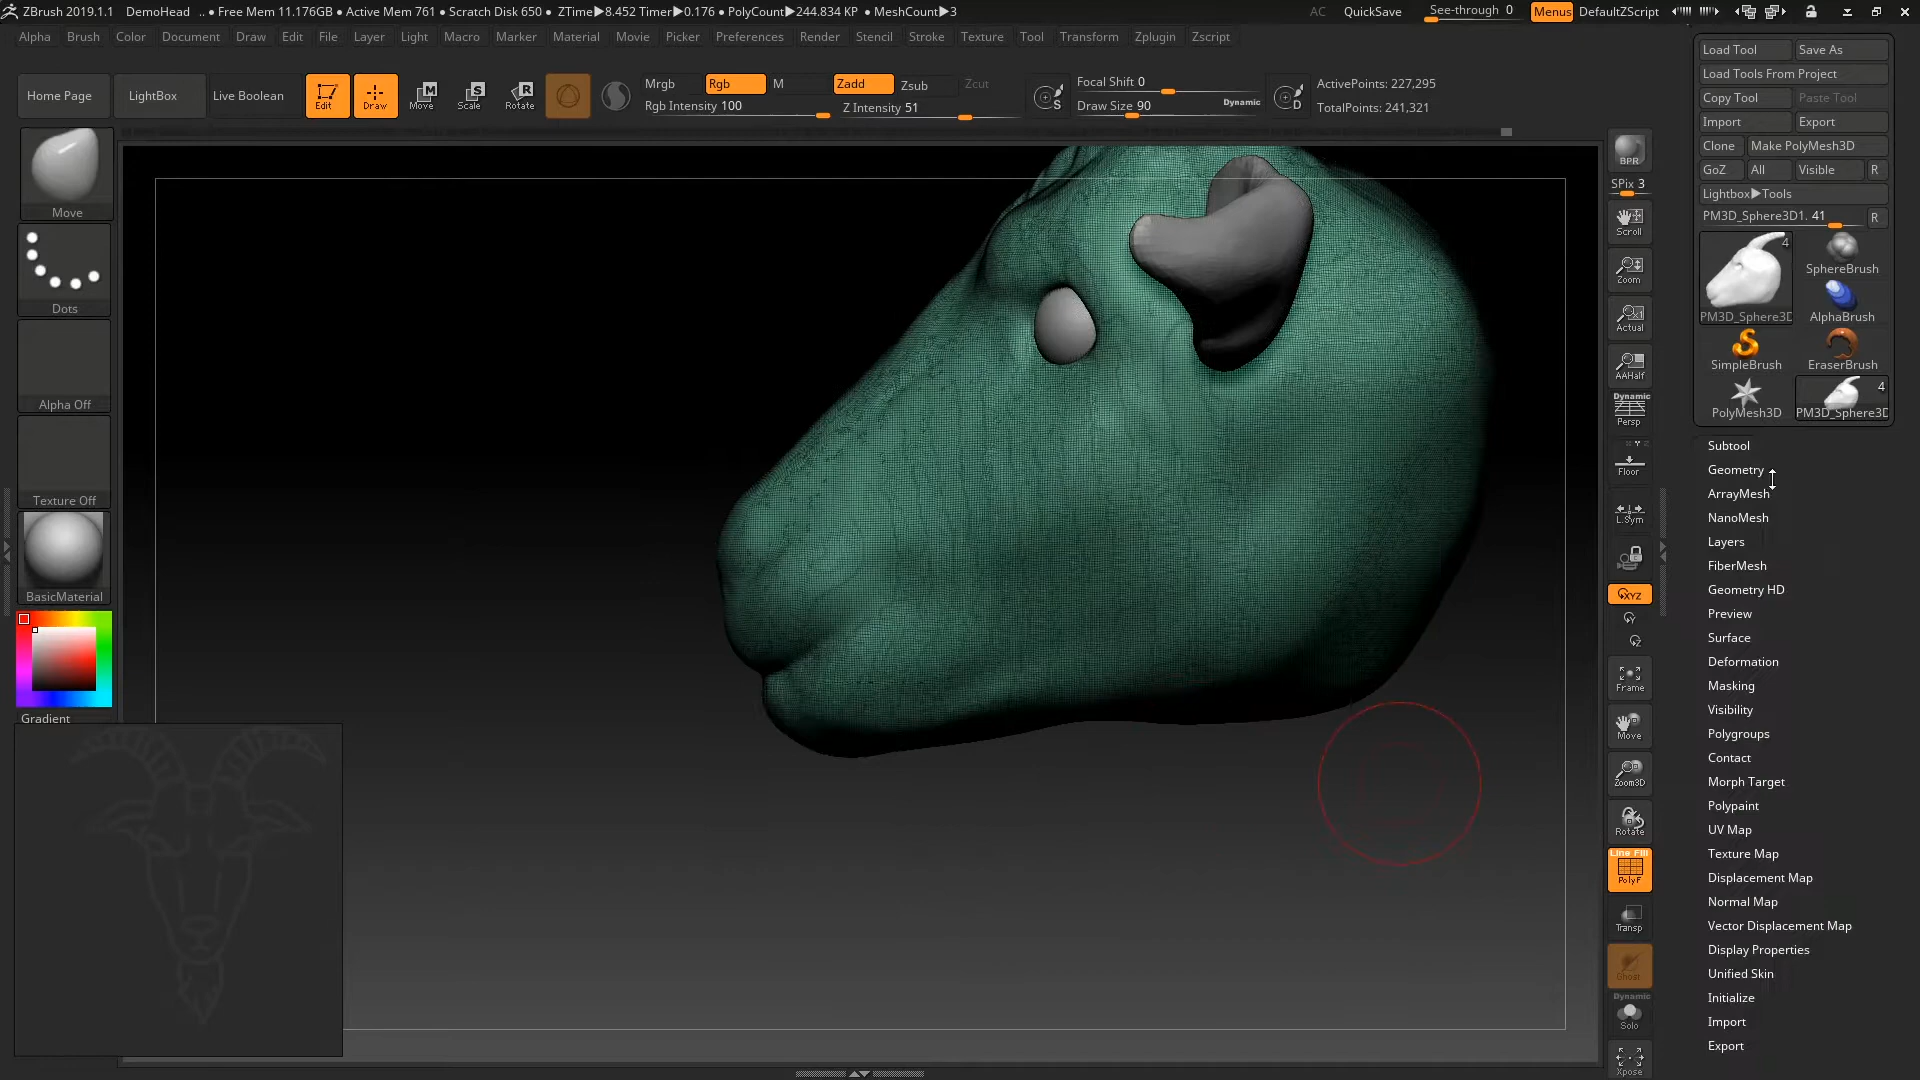 ZBrush 2019.1.1 DemoHead .. ● Free Mem 11.176GB ● Active Mem 761 ● Scratch Disk 650 ● ZTime▶8.452 Timer▶0.176 ● PolyCount▶244.834 KP ● MeshCount▶3 AC QuickSave See-through 0 Menus DefaultZScript
Alpha Brush Color Document Draw Edit File Layer Light Macro Marker Material Movie Picker Preferences Render Stencil Stroke Texture Tool Transform Zplugin Zscript
Home Page LightBox Live Boolean Edit Draw Move Scale Rotate
Mrgb Rgb M Zadd Zsub Zcut
Rgb Intensity 100 Z Intensity 51
S
Focal Shift 0
Draw Size 90 Dynamic
D
ActivePoints: 227,295
TotalPoints: 241,321
Move
Dots
Alpha Off
Texture Off
BasicMaterial
Gradient
BPR
SPix 3
Scroll
Zoom
Actual
AAHalf
Dynamic
Persp
Floor
L.Sym
XYZ
Y
Z
Frame
Move
Zoom3D
Rotate
Line Fill
PolyF
Transp
Ghost
Dynamic
Solo
Xpose
Load Tool Save As
Load Tools From Project
Copy Tool Paste Tool
Import Export
Clone Make PolyMesh3D
GoZ All Visible R
Lightbox▶Tools
PM3D_Sphere3D1. 41 R
4
PM3D_Sphere3D
SphereBrush
AlphaBrush
SimpleBrush EraserBrush
4
PolyMesh3D PM3D_Sphere3D
Subtool
Geometry
ArrayMesh
NanoMesh
Layers
FiberMesh
Geometry HD
Preview
Surface
Deformation
Masking
Visibility
Polygroups
Contact
Morph Target
Polypaint
UV Map
Texture Map
Displacement Map
Normal Map
Vector Displacement Map
Display Properties
Unified Skin
Initialize
Import
Export